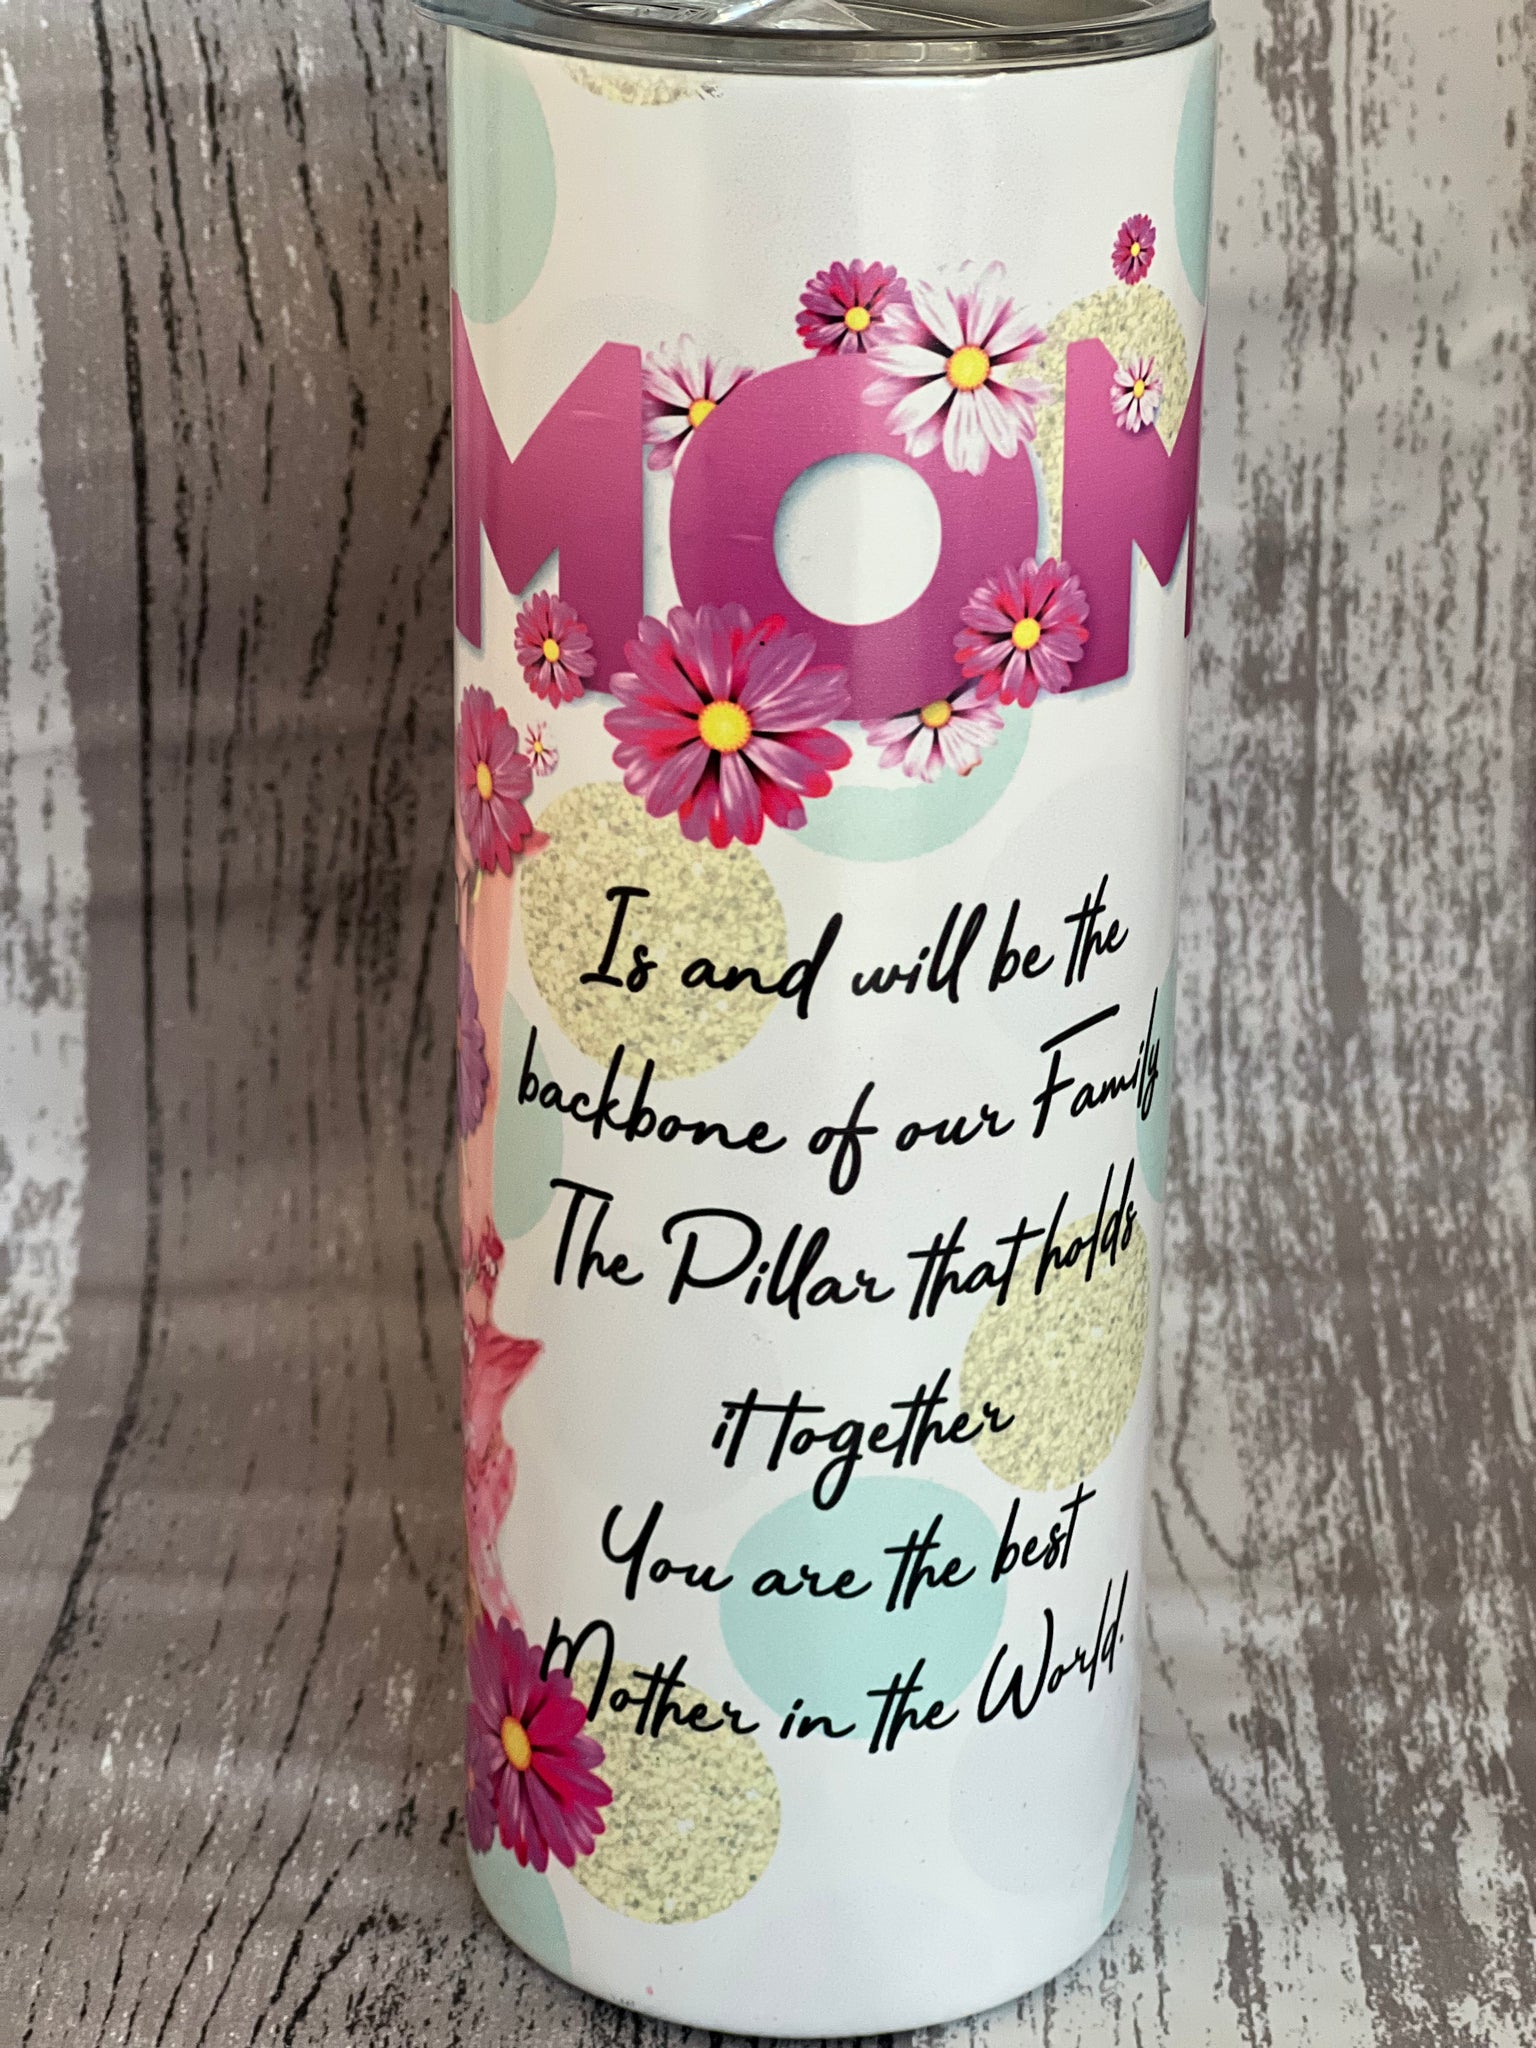 MOM
Is and will be the
backbone of our Family
The Pillar that holds
it together
You are the best
Mother in the World.